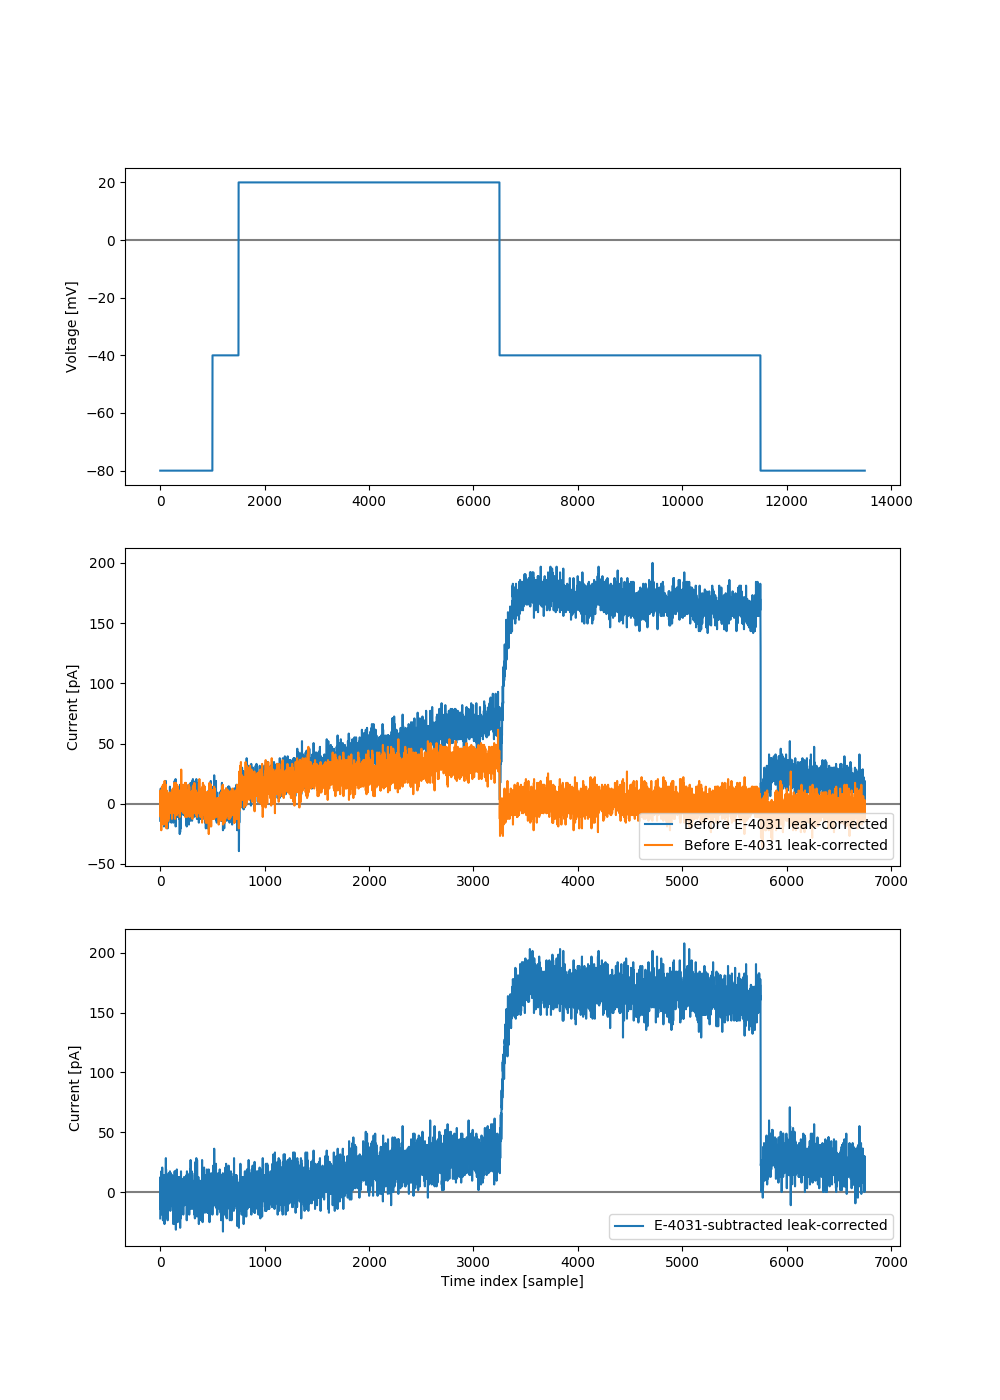 20
0
−20
−40
−60
−80
Voltage [mV]
0 2000 4000 6000 8000 10000 12000 14000
200
150
100
50
0
−50
Current [pA]
Before E-4031 leak-corrected
Before E-4031 leak-corrected
0 1000 2000 3000 4000 5000 6000 7000
200
150
100
50
0
Current [pA]
E-4031-subtracted leak-corrected
0 1000 2000 3000 4000 5000 6000 7000
Time index [sample]